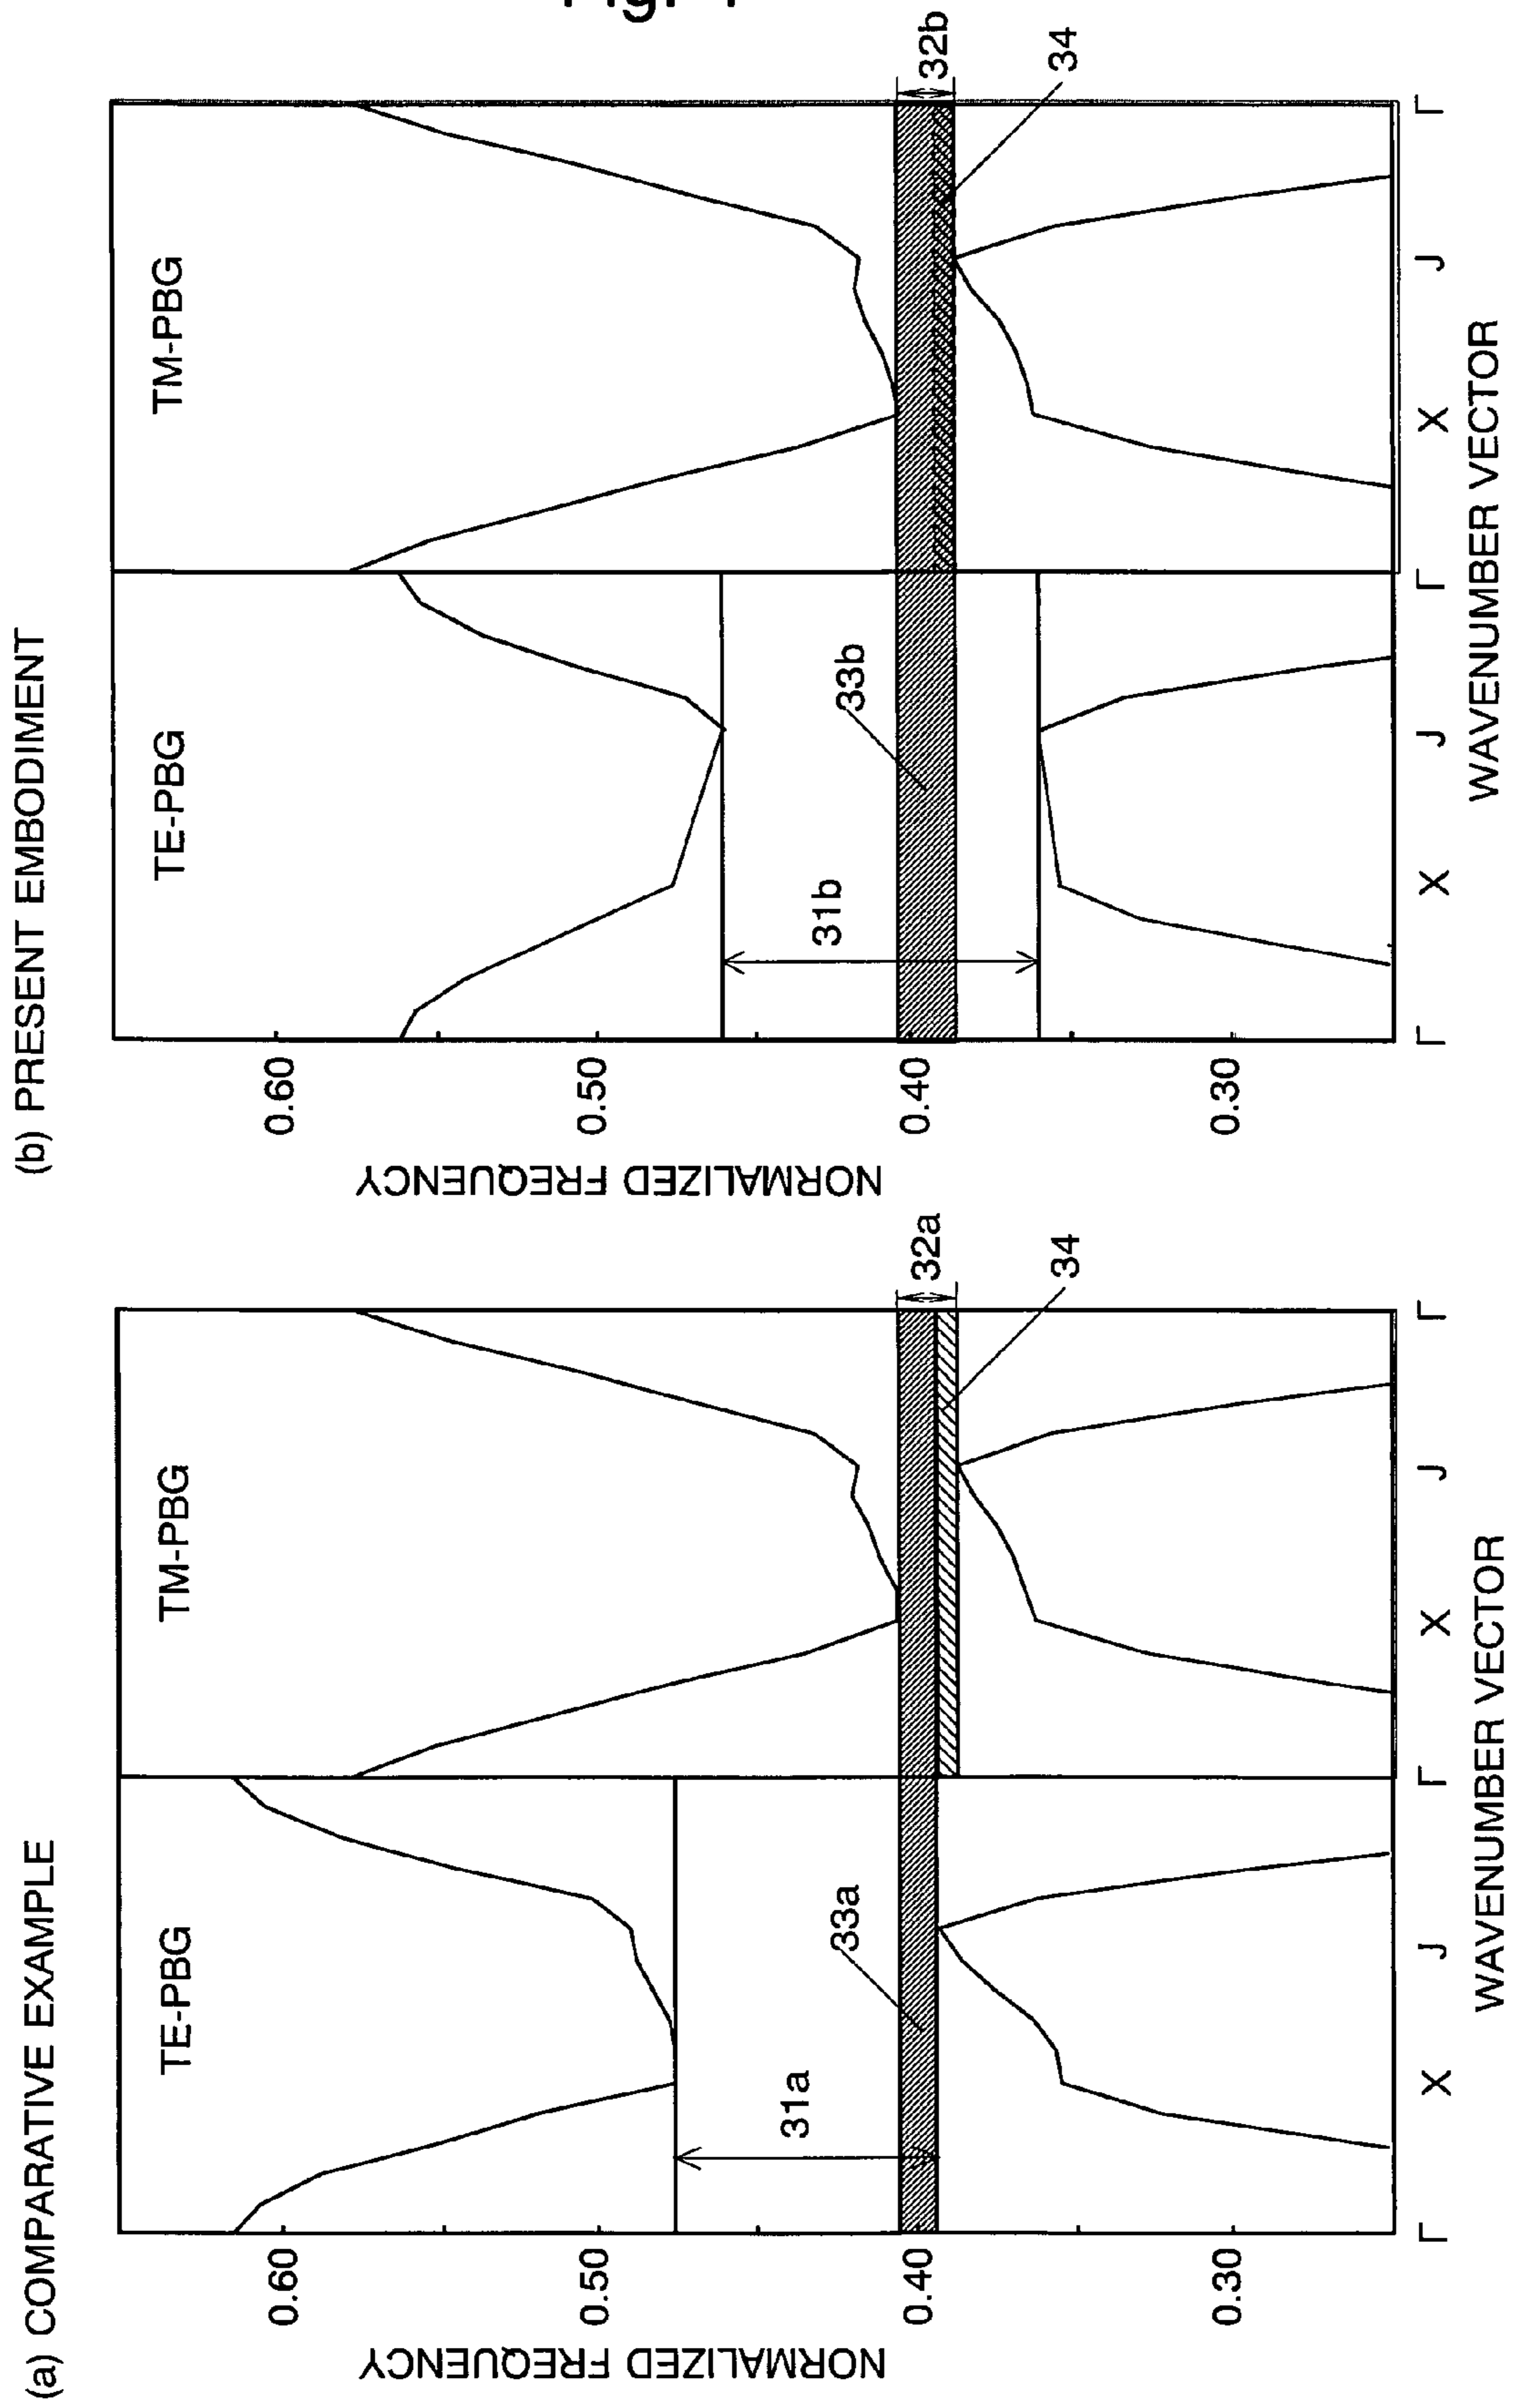 Fig.
(a) COMPARATIVE EXAMPLE
TE-PBG
TM-PBG
NORMALIZED FREQUENCY
0.60
0.50
0.40
0.30
31a
33a
32a
34
Γ X J Γ X J Γ
WAVENUMBER VECTOR
(b) PRESENT EMBODIMENT
TE-PBG
TM-PBG
NORMALIZED FREQUENCY
0.60
0.50
0.40
0.30
31b
33b
32b
34
Γ X J Γ X J Γ
WAVENUMBER VECTOR